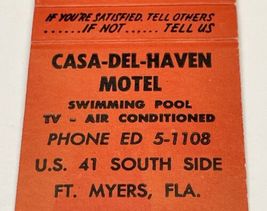 IF YOU'RE SATISFIED, TELL OTHERS
......IF NOT...... TELL US
CASA-DEL-HAVEN
MOTEL
SWIMMING POOL
TV - AIR CONDITIONED
PHONE ED 5-1108
U.S. 41 SOUTH SIDE
FT. MYERS, FLA.